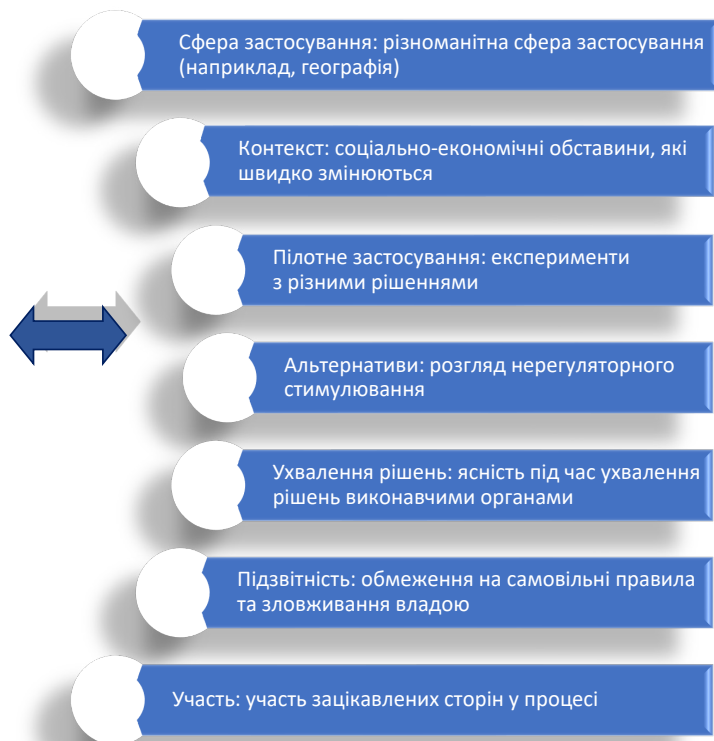 Сфера застосування: різноманітна сфера застосування
(наприклад, географія)
Контекст: соціально-економічні обставини, які
швидко змінюються
Пілотне застосування: експерименти
з різними рішеннями
Альтернативи: розгляд нерегуляторного
стимулювання
Ухвалення рішень: ясність під час ухвалення
рішень виконавчими органами
Підзвітність: обмеження на самовільні правила
та зловживання владою
Участь: участь зацікавлених сторін у процесі